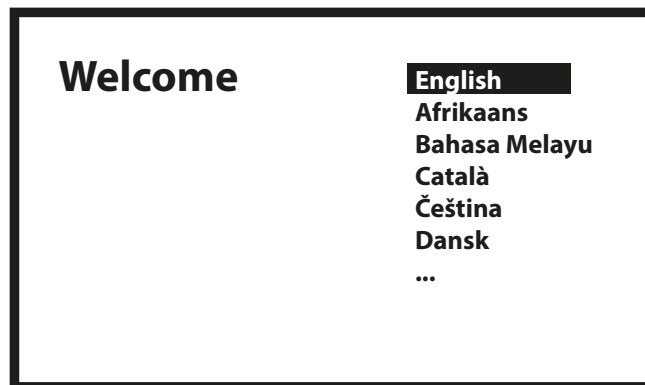 Welcome
English
Afrikaans
Bahasa Melayu
Català
Čeština
Dansk
...